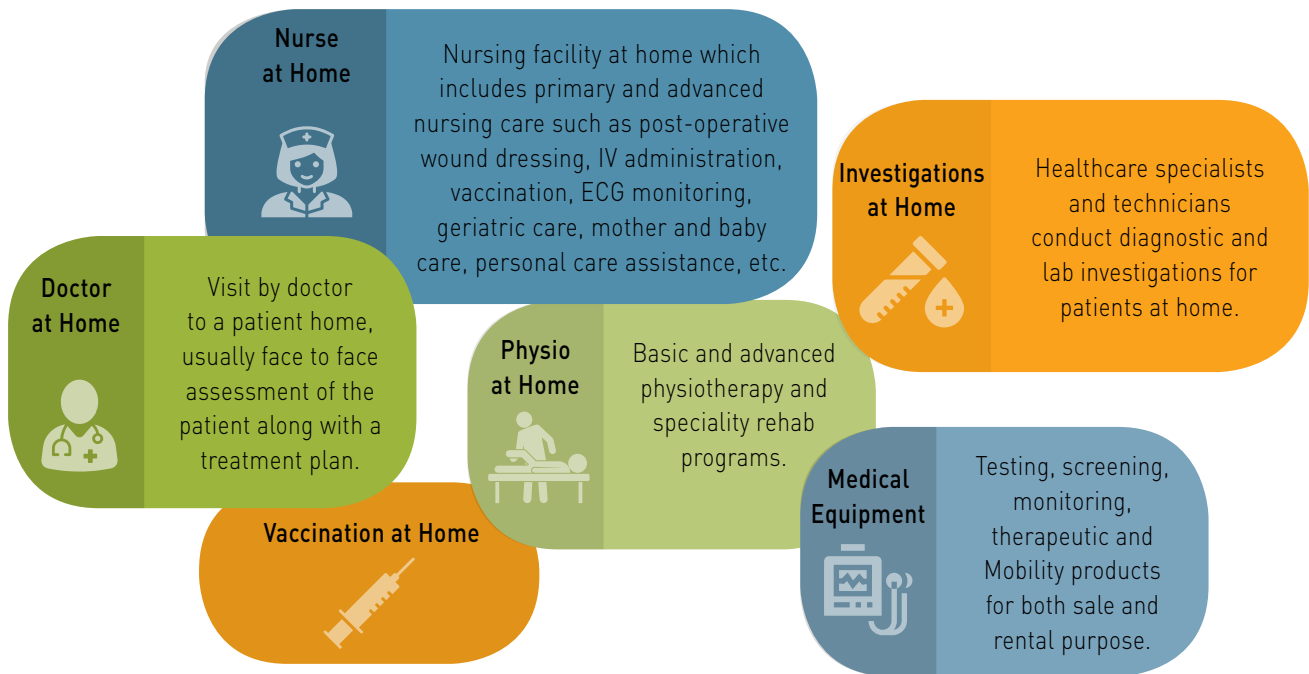 Nurse
at Home
Nursing facility at home which
includes primary and advanced
nursing care such as post-operative
wound dressing, IV administration,
vaccination, ECG monitoring,
geriatric care, mother and baby
care, personal care assistance, etc.
Investigations
at Home
Healthcare specialists
and technicians
conduct diagnostic and
lab investigations for
patients at home.
Doctor
at Home
Visit by doctor
to a patient home,
usually face to face
assessment of the
patient along with a
treatment plan.
Physio
at Home
Basic and advanced
physiotherapy and
speciality rehab
programs.
Medical
Equipment
Testing, screening,
monitoring,
therapeutic and
Mobility products
for both sale and
rental purpose.
Vaccination at Home